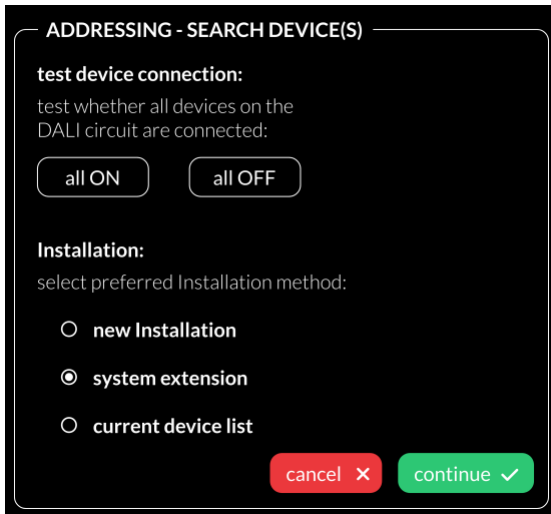 ADDRESSING - SEARCH DEVICE(S)
test device connection:
test whether all devices on the
DALI circuit are connected:
all ON
all OFF
Installation:
select preferred Installation method:
new Installation
system extension
current device list
cancel
continue